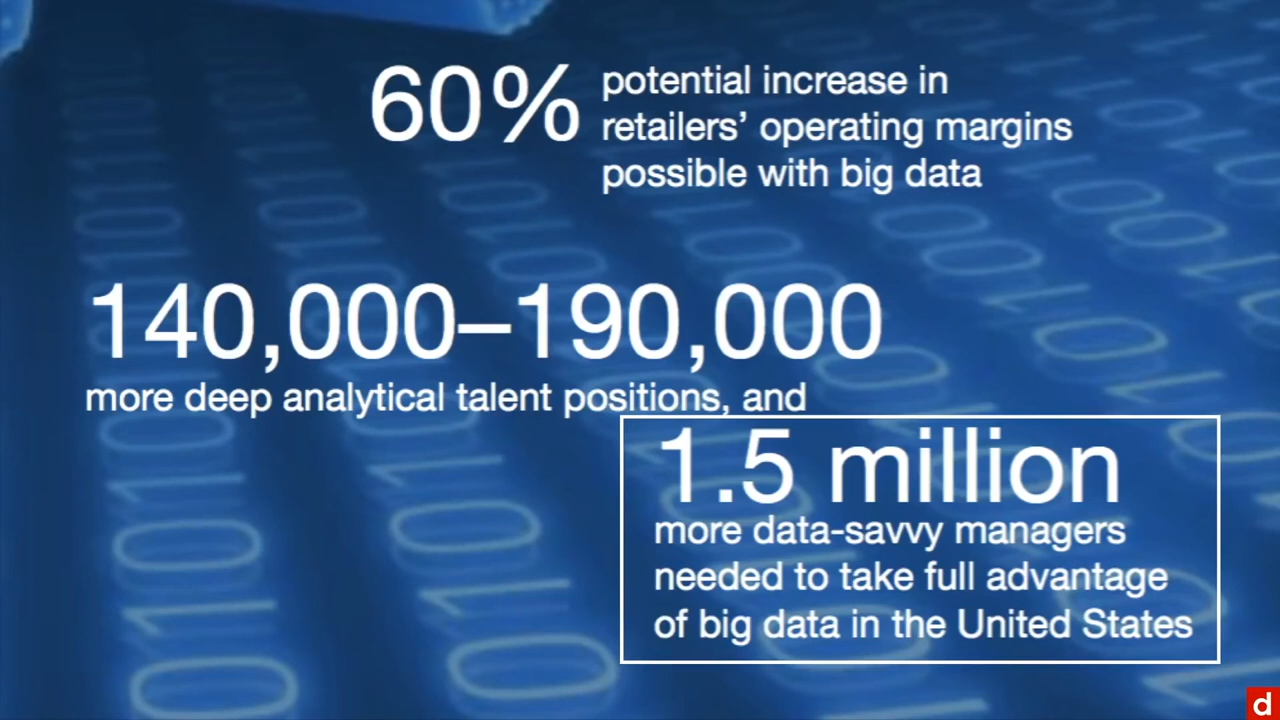 60%
potential increase in
retailers’ operating margins
possible with big data
140,000–190,000
more deep analytical talent positions, and
1.5 million
more data-savvy managers
needed to take full advantage
of big data in the United States
d